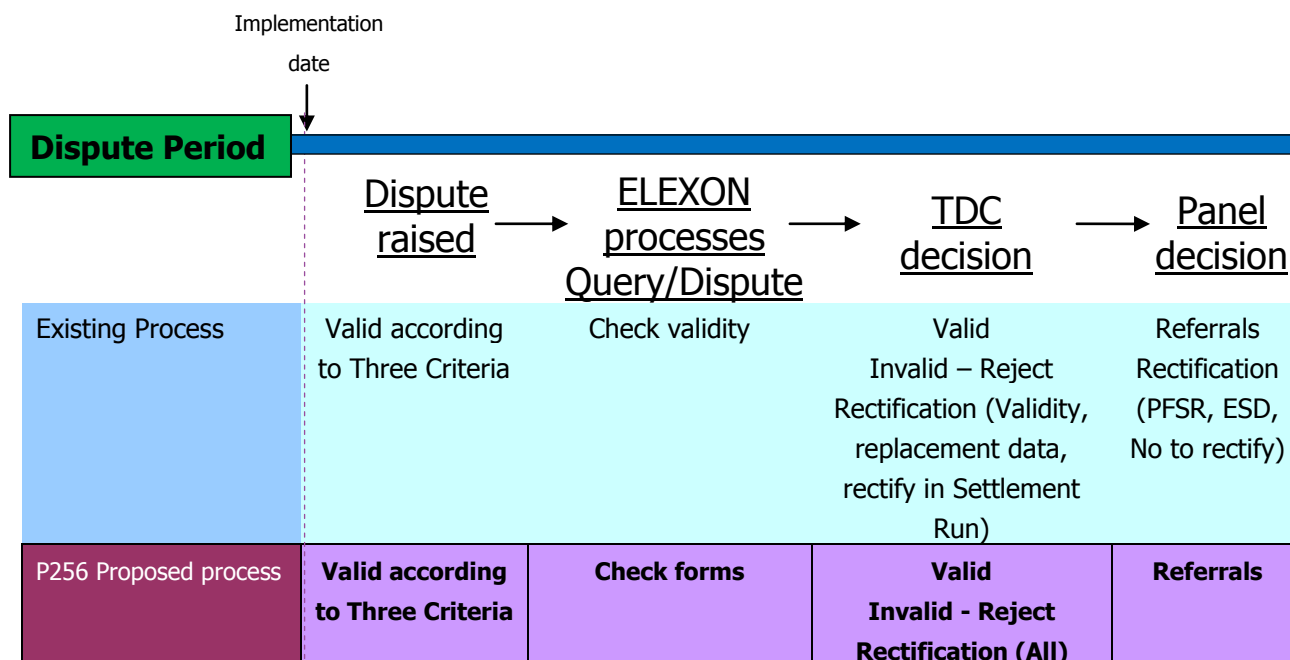 Implementation
date
Dispute Period
Dispute
raised
ELEXON
processes
Query/Dispute
TDC
decision
Panel
decision
Existing Process
Valid according
to Three Criteria
Check validity
Valid
Invalid – Reject
Rectification (Validity,
replacement data,
rectify in Settlement
Run)
Referrals
Rectification
(PFSR, ESD,
No to rectify)
P256 Proposed process
Valid according
to Three Criteria
Check forms
Valid
Invalid - Reject
Rectification (All)
Referrals